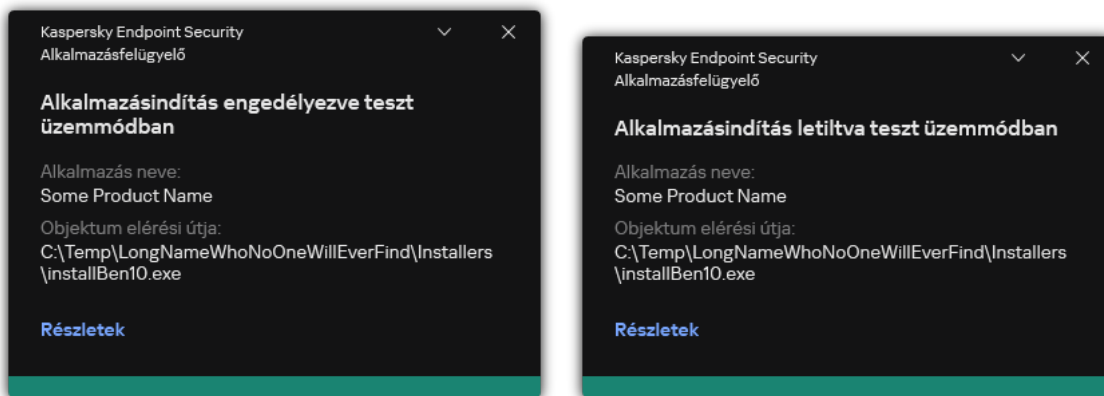 Kaspersky Endpoint Security
Alkalmazásfelügyelő
Alkalmazásindítás engedélyezve teszt
üzemmódban
Alkalmazás neve:
Some Product Name
Objektum elérési útja:
C:\Temp\LongNameWhoNoOneWillEverFind\Installers
\installBen10.exe
Részletek
Kaspersky Endpoint Security
Alkalmazásfelügyelő
Alkalmazásindítás letiltva teszt üzemmódban
Alkalmazás neve:
Some Product Name
Objektum elérési útja:
C:\Temp\LongNameWhoNoOneWillEverFind\Installers
\installBen10.exe
Részletek